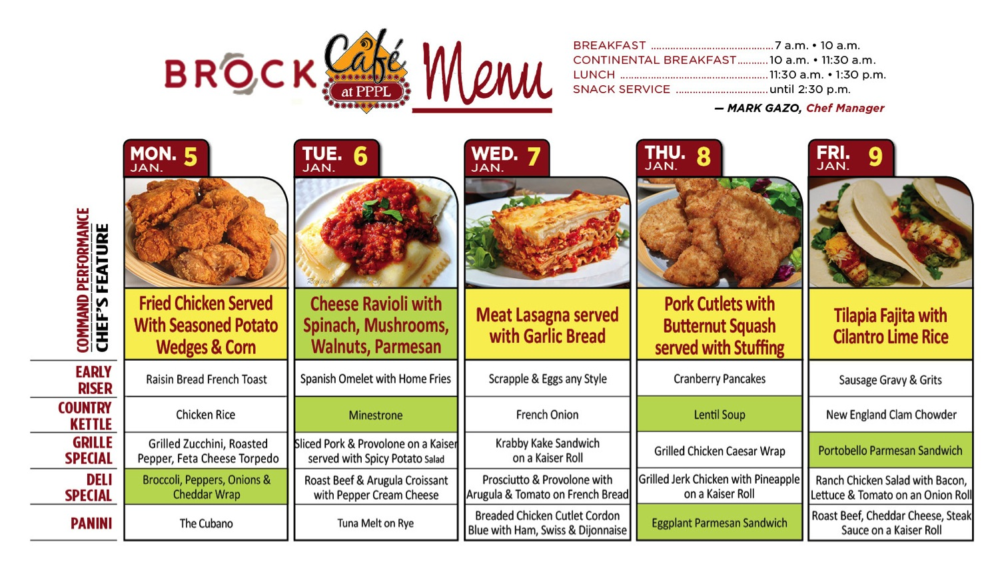 BROCK
Café
at PPPL
Menu
BREAKFAST ............................................ 7 a.m. • 10 a.m.
CONTINENTAL BREAKFAST........... 10 a.m. • 11:30 a.m.
LUNCH ...................................................... 11:30 a.m. • 1:30 p.m.
SNACK SERVICE ................................. until 2:30 p.m.
— MARK GAZO, Chef Manager
MON. 5
JAN.
TUE. 6
JAN.
WED. 7
JAN.
THU. 8
JAN.
FRI. 9
JAN.
COMMAND PERFORMANCE
CHEF'S FEATURE
Fried Chicken Served
With Seasoned Potato
Wedges & Corn
Cheese Ravioli with
Spinach, Mushrooms,
Walnuts, Parmesan
Meat Lasagna served
with Garlic Bread
Pork Cutlets with
Butternut Squash
served with Stuffing
Tilapia Fajita with
Cilantro Lime Rice
EARLY
RISER
Raisin Bread French Toast
Spanish Omelet with Home Fries
Scrapple & Eggs any Style
Cranberry Pancakes
Sausage Gravy & Grits
COUNTRY
KETTLE
Chicken Rice
Minestrone
French Onion
Lentil Soup
New England Clam Chowder
GRILLE
SPECIAL
Grilled Zucchini, Roasted
Pepper, Feta Cheese Torpedo
Sliced Pork & Provolone on a Kaiser
served with Spicy Potato Salad
Krabby Kake Sandwich
on a Kaiser Roll
Grilled Chicken Caesar Wrap
Portobello Parmesan Sandwich
DELI
SPECIAL
Broccoli, Peppers, Onions &
Cheddar Wrap
Roast Beef & Arugula Croissant
with Pepper Cream Cheese
Prosciutto & Provolone with
Arugula & Tomato on French Bread
Grilled Jerk Chicken with Pineapple
on a Kaiser Roll
Ranch Chicken Salad with Bacon,
Lettuce & Tomato on an Onion Roll
PANINI
The Cubano
Tuna Melt on Rye
Breaded Chicken Cutlet Cordon
Blue with Ham, Swiss & Dijonnaise
Eggplant Parmesan Sandwich
Roast Beef, Cheddar Cheese, Steak
Sauce on a Kaiser Roll